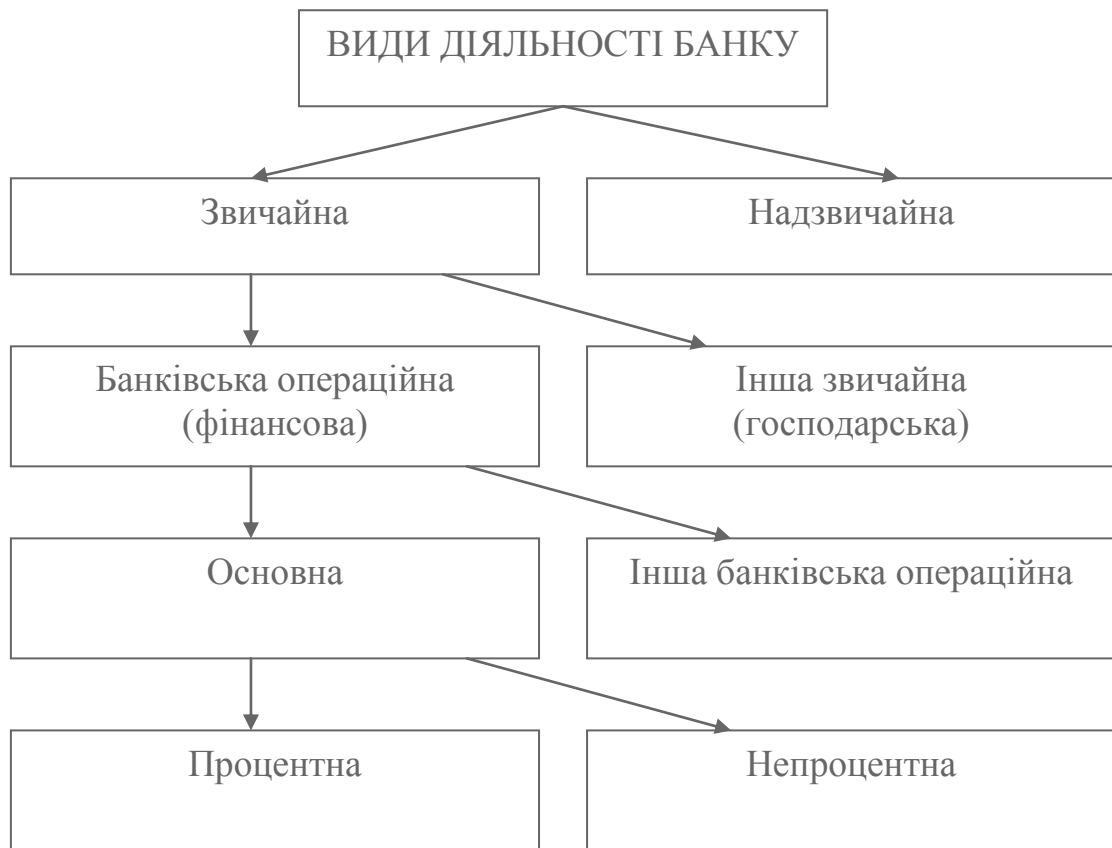 ВИДИ ДІЯЛЬНОСТІ БАНКУ
Звичайна
Надзвичайна
Банківська операційна
(фінансова)
Інша звичайна
(господарська)
Основна
Інша банківська операційна
Процентна
Непроцентна